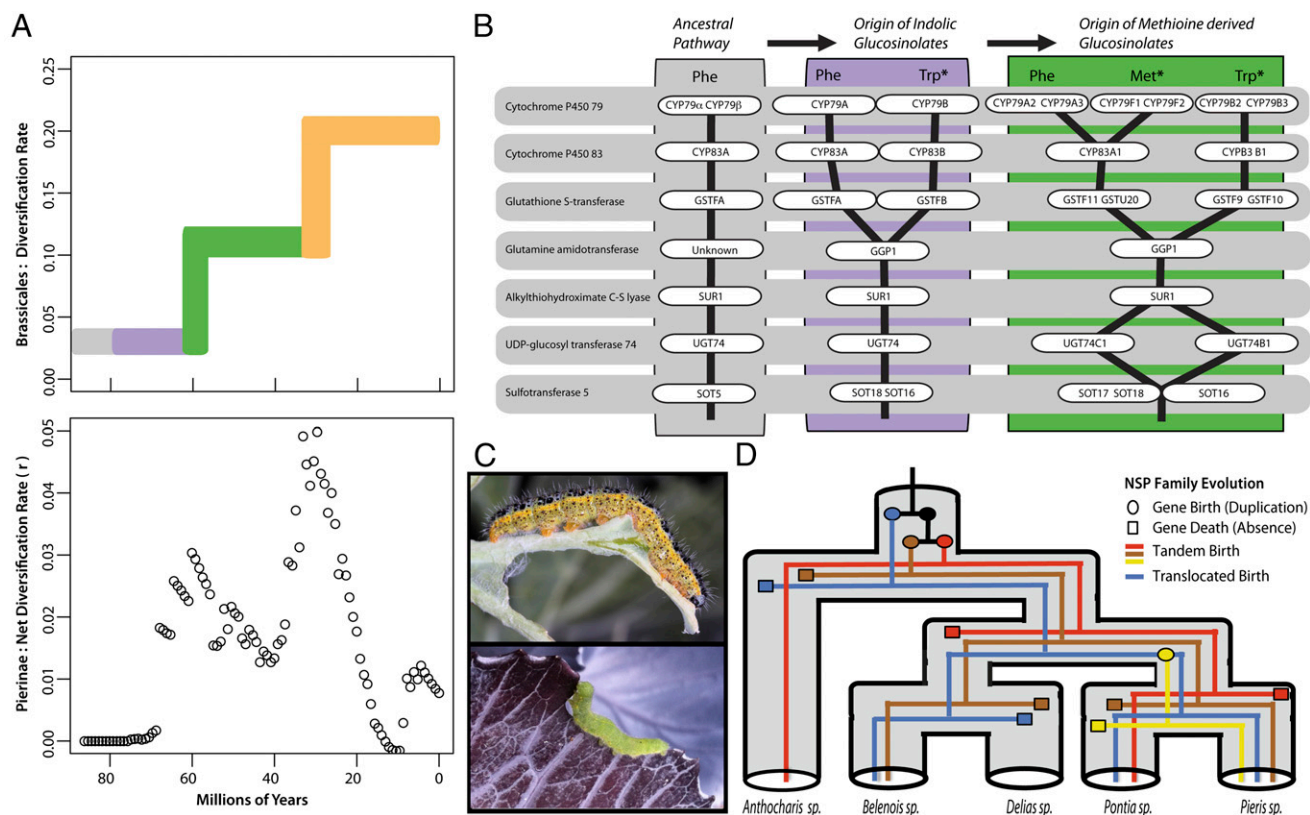 A
Brassicales: Diversification Rate
0.25
0.20
0.15
0.10
0.05
0.00
Pierinae: Net Diversification Rate (r)
0.05
0.04
0.03
0.02
0.01
0.00
80 60 40 20 0
Millions of Years
B
Ancestral Pathway
Origin of Indolic Glucosinolates
Origin of Methioine derived Glucosinolates
Phe
Phe Trp*
Phe Met* Trp*
Cytochrome P450 79
CYP79α CYP79β
CYP79A
CYP79B
CYP79A2 CYP79A3
CYP79F1 CYP79F2
CYP79B2 CYP79B3
Cytochrome P450 83
CYP83A
CYP83A
CYP83B
CYP83A1
CYPB3 B1
Glutathione S-transferase
GSTFA
GSTFA
GSTFB
GSTF11 GSTU20
GSTF9 GSTF10
Glutamine amidotransferase
Unknown
GGP1
GGP1
Alkylthiohydroximate C-S lyase
SUR1
SUR1
SUR1
UDP-glucosyl transferase 74
UGT74
UGT74
UGT74C1
UGT74B1
Sulfotransferase 5
SOT5
SOT18 SOT16
SOT17 SOT18
SOT16
C
D
NSP Family Evolution
Gene Birth (Duplication)
Gene Death (Absence)
Tandem Birth
Translocated Birth
Anthocharis sp.
Belenois sp.
Delias sp.
Pontia sp.
Pieris sp.